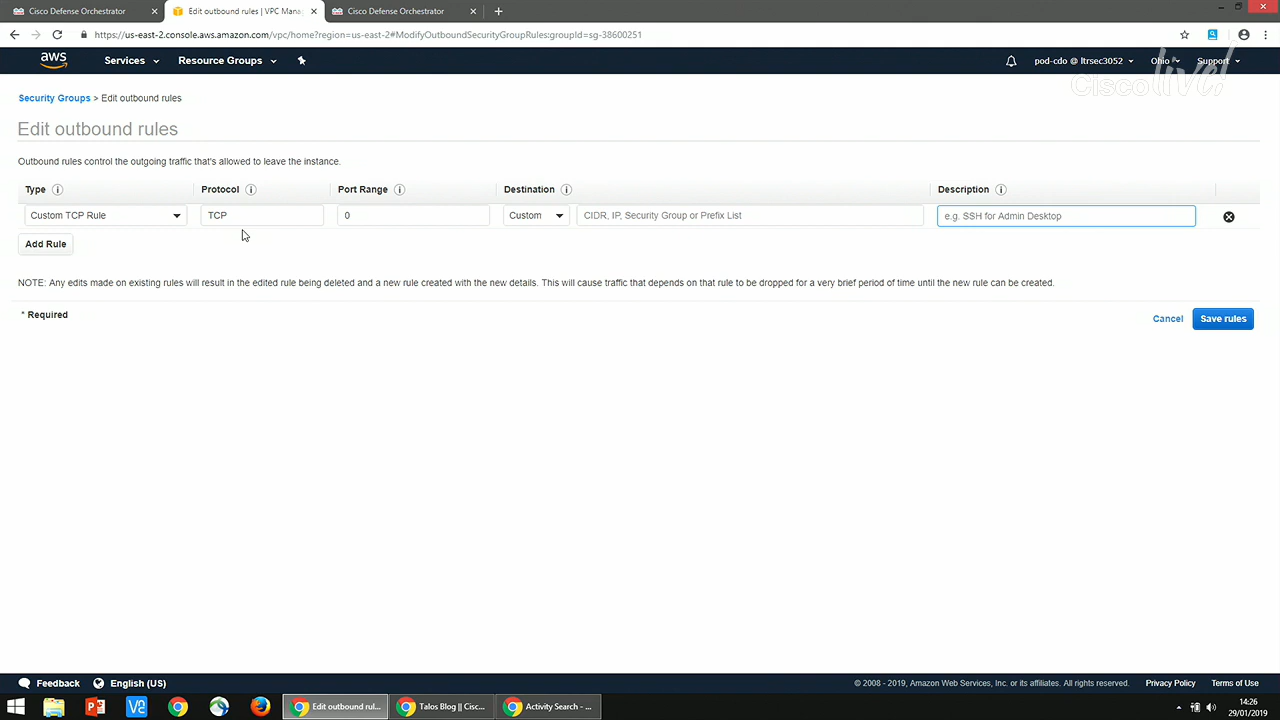 Cisco Defense Orchestrator
Edit outbound rules | VPC Mana
Cisco Defense Orchestrator
https://us-east-2.console.aws.amazon.com/vpc/home?region=us-east-2#ModifyOutboundSecurityGroupRules:groupId=sg-38600251
aws
Services
Resource Groups
pod-cdo @ ltrsec3052
Ohio
Support
Cisco live!
Security Groups > Edit outbound rules
Edit outbound rules
Outbound rules control the outgoing traffic that's allowed to leave the instance.
Type
Protocol
Port Range
Destination
Description
Custom TCP Rule
TCP
0
Custom
CIDR, IP, Security Group or Prefix List
e.g. SSH for Admin Desktop
Add Rule
NOTE: Any edits made on existing rules will result in the edited rule being deleted and a new rule created with the new details. This will cause traffic that depends on that rule to be dropped for a very brief period of time until the new rule can be created.
* Required
Cancel
Save rules
Feedback
English (US)
© 2008 - 2019, Amazon Web Services, Inc. or its affiliates. All rights reserved.
Privacy Policy
Terms of Use
Edit outbound rul...
Talos Blog || Cisc...
Activity Search - ...
14:26
29/01/2019